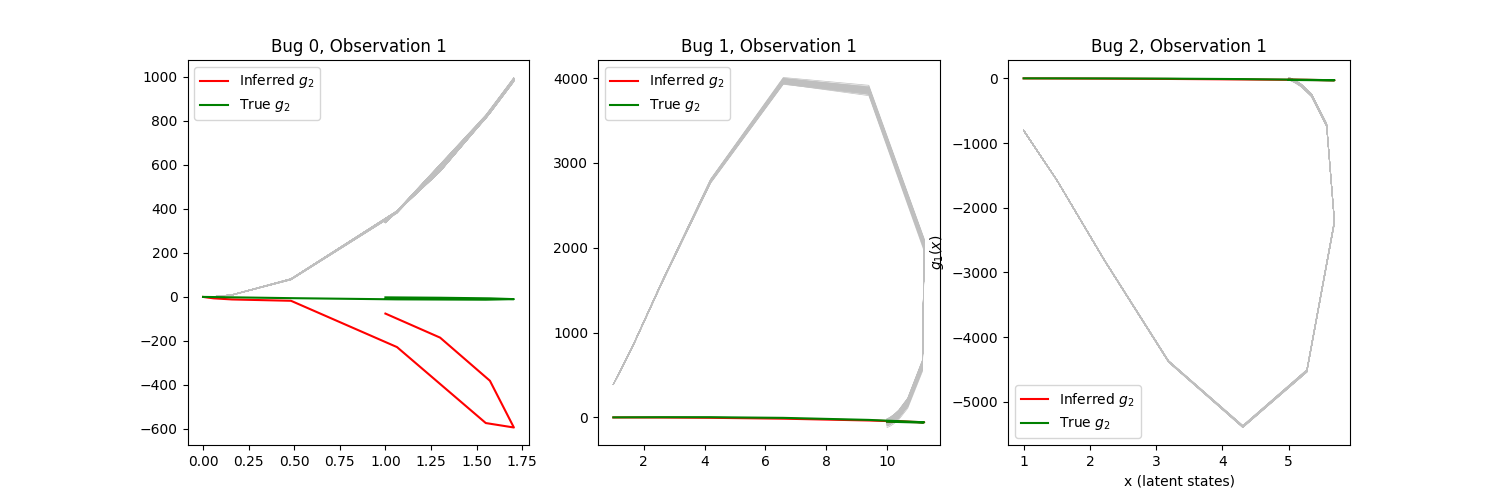 Bug 0, Observation 1
Inferred g₂
True g₂
1000
800
600
400
200
0
−200
−400
−600
0.00 0.25 0.50 0.75 1.00 1.25 1.50 1.75
Bug 1, Observation 1
Inferred g₂
True g₂
4000
3000
2000
1000
0
2 4 6 8 10
Bug 2, Observation 1
g₁(x)
0
−1000
−2000
−3000
−4000
−5000
Inferred g₂
True g₂
1 2 3 4 5
x (latent states)